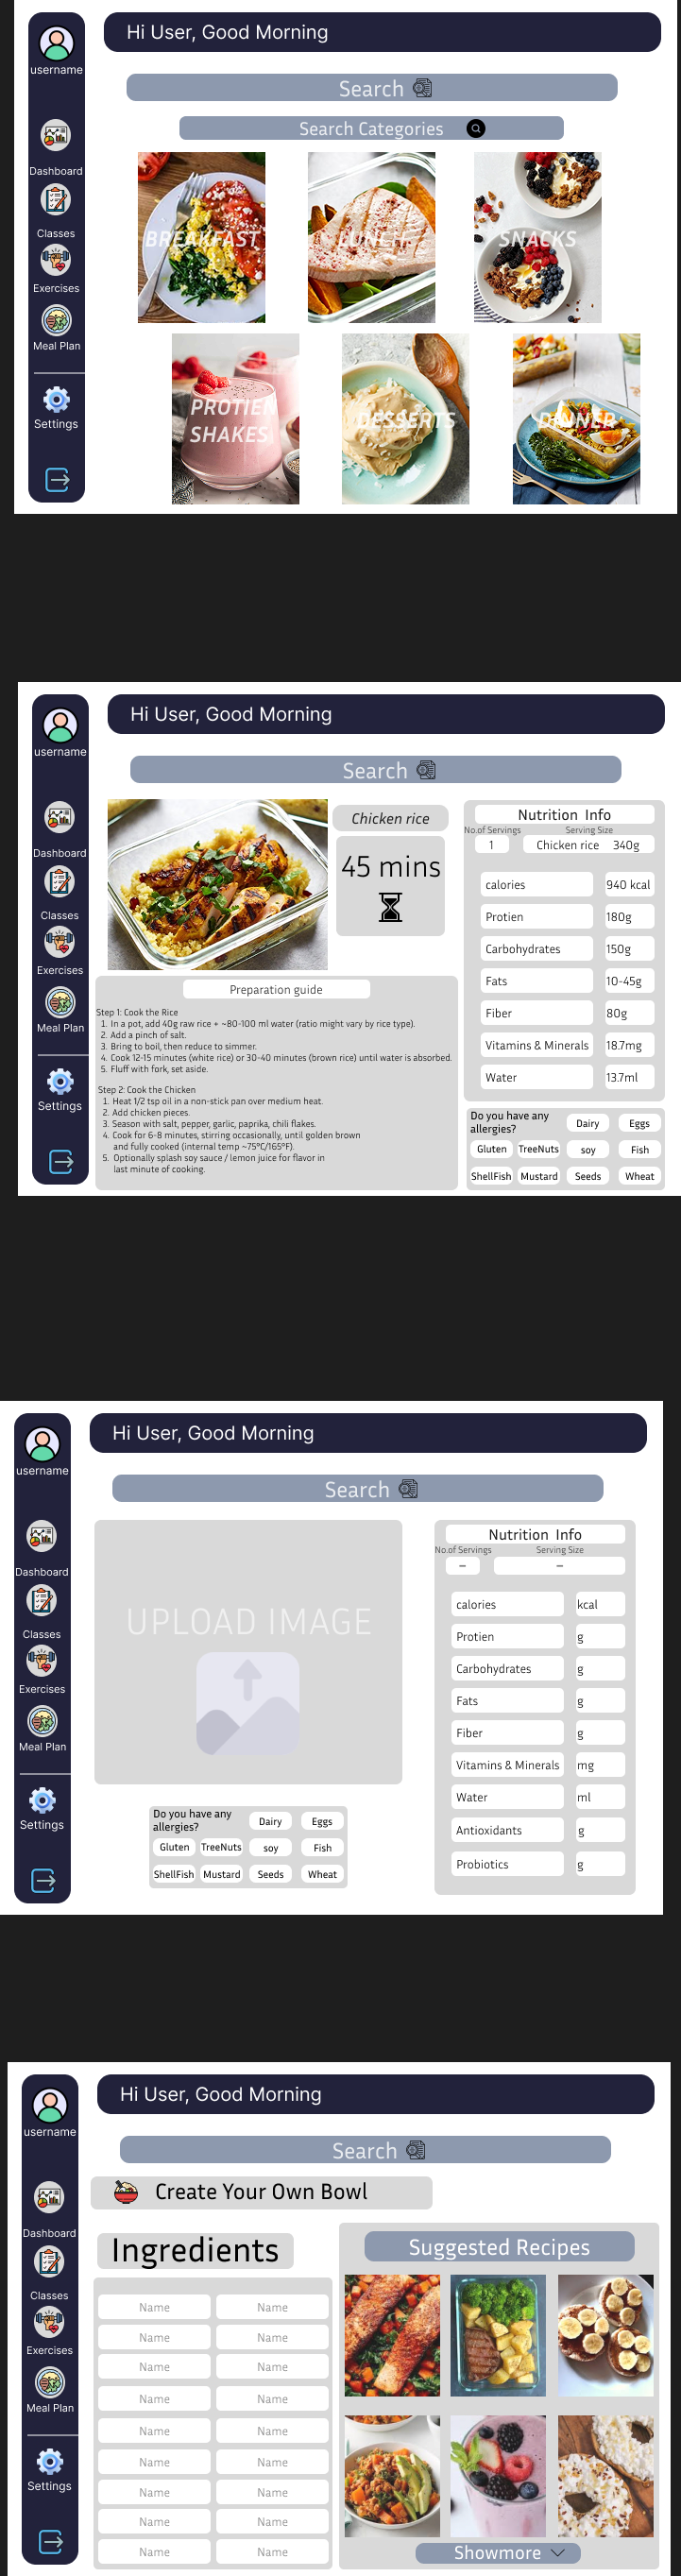 Hi User, Good Morning
username
Search
Search Categories
Dashboard
Classes
Exercises
Meal Plan
Settings
BREAKFAST
LUNCH
SNACKS
PROTIEN
SHAKES
DESSERTS
DINNER
Hi User, Good Morning
username
Search
Dashboard
Classes
Exercises
Meal Plan
Settings
Chicken rice
45 mins
Nutrition Info
No.of Servings Serving Size
1 Chicken rice 340g
calories 940 kcal
Protien 180g
Carbohydrates 150g
Fats 10-45g
Fiber 80g
Vitamins & Minerals 18.7mg
Water 13.7ml
Preparation guide
Step 1: Cook the Rice
1. In a pot, add 40g raw rice + ~80-100 ml water (ratio might vary by rice type).
2. Add a pinch of salt.
3. Bring to boil, then reduce to simmer.
4. Cook 12-15 minutes (white rice) or 30-40 minutes (brown rice) until water is absorbed.
5. Fluff with fork, set aside.
Step 2: Cook the Chicken
1. Heat 1/2 tsp oil in a non-stick pan over medium heat.
2. Add chicken pieces.
3. Season with salt, pepper, garlic, paprika, chili flakes.
4. Cook for 6-8 minutes, stirring occasionally, until golden brown
and fully cooked (internal temp ~75°C/165°F).
5. Optionally splash soy sauce / lemon juice for flavor in
last minute of cooking.
Do you have any
allergies?
Dairy Eggs
Gluten TreeNuts soy Fish
ShellFish Mustard Seeds Wheat
Hi User, Good Morning
username
Search
Dashboard
Classes
Exercises
Meal Plan
Settings
UPLOAD IMAGE
Nutrition Info
No.of Servings Serving Size
– –
calories kcal
Protien g
Carbohydrates g
Fats g
Fiber g
Vitamins & Minerals mg
Water ml
Antioxidants g
Probiotics g
Do you have any
allergies?
Dairy Eggs
Gluten TreeNuts soy Fish
ShellFish Mustard Seeds Wheat
Hi User, Good Morning
username
Search
Dashboard
Classes
Exercises
Meal Plan
Settings
Create Your Own Bowl
Ingredients
Name Name
Name Name
Name Name
Name Name
Name Name
Name Name
Name Name
Name Name
Name Name
Suggested Recipes
Showmore